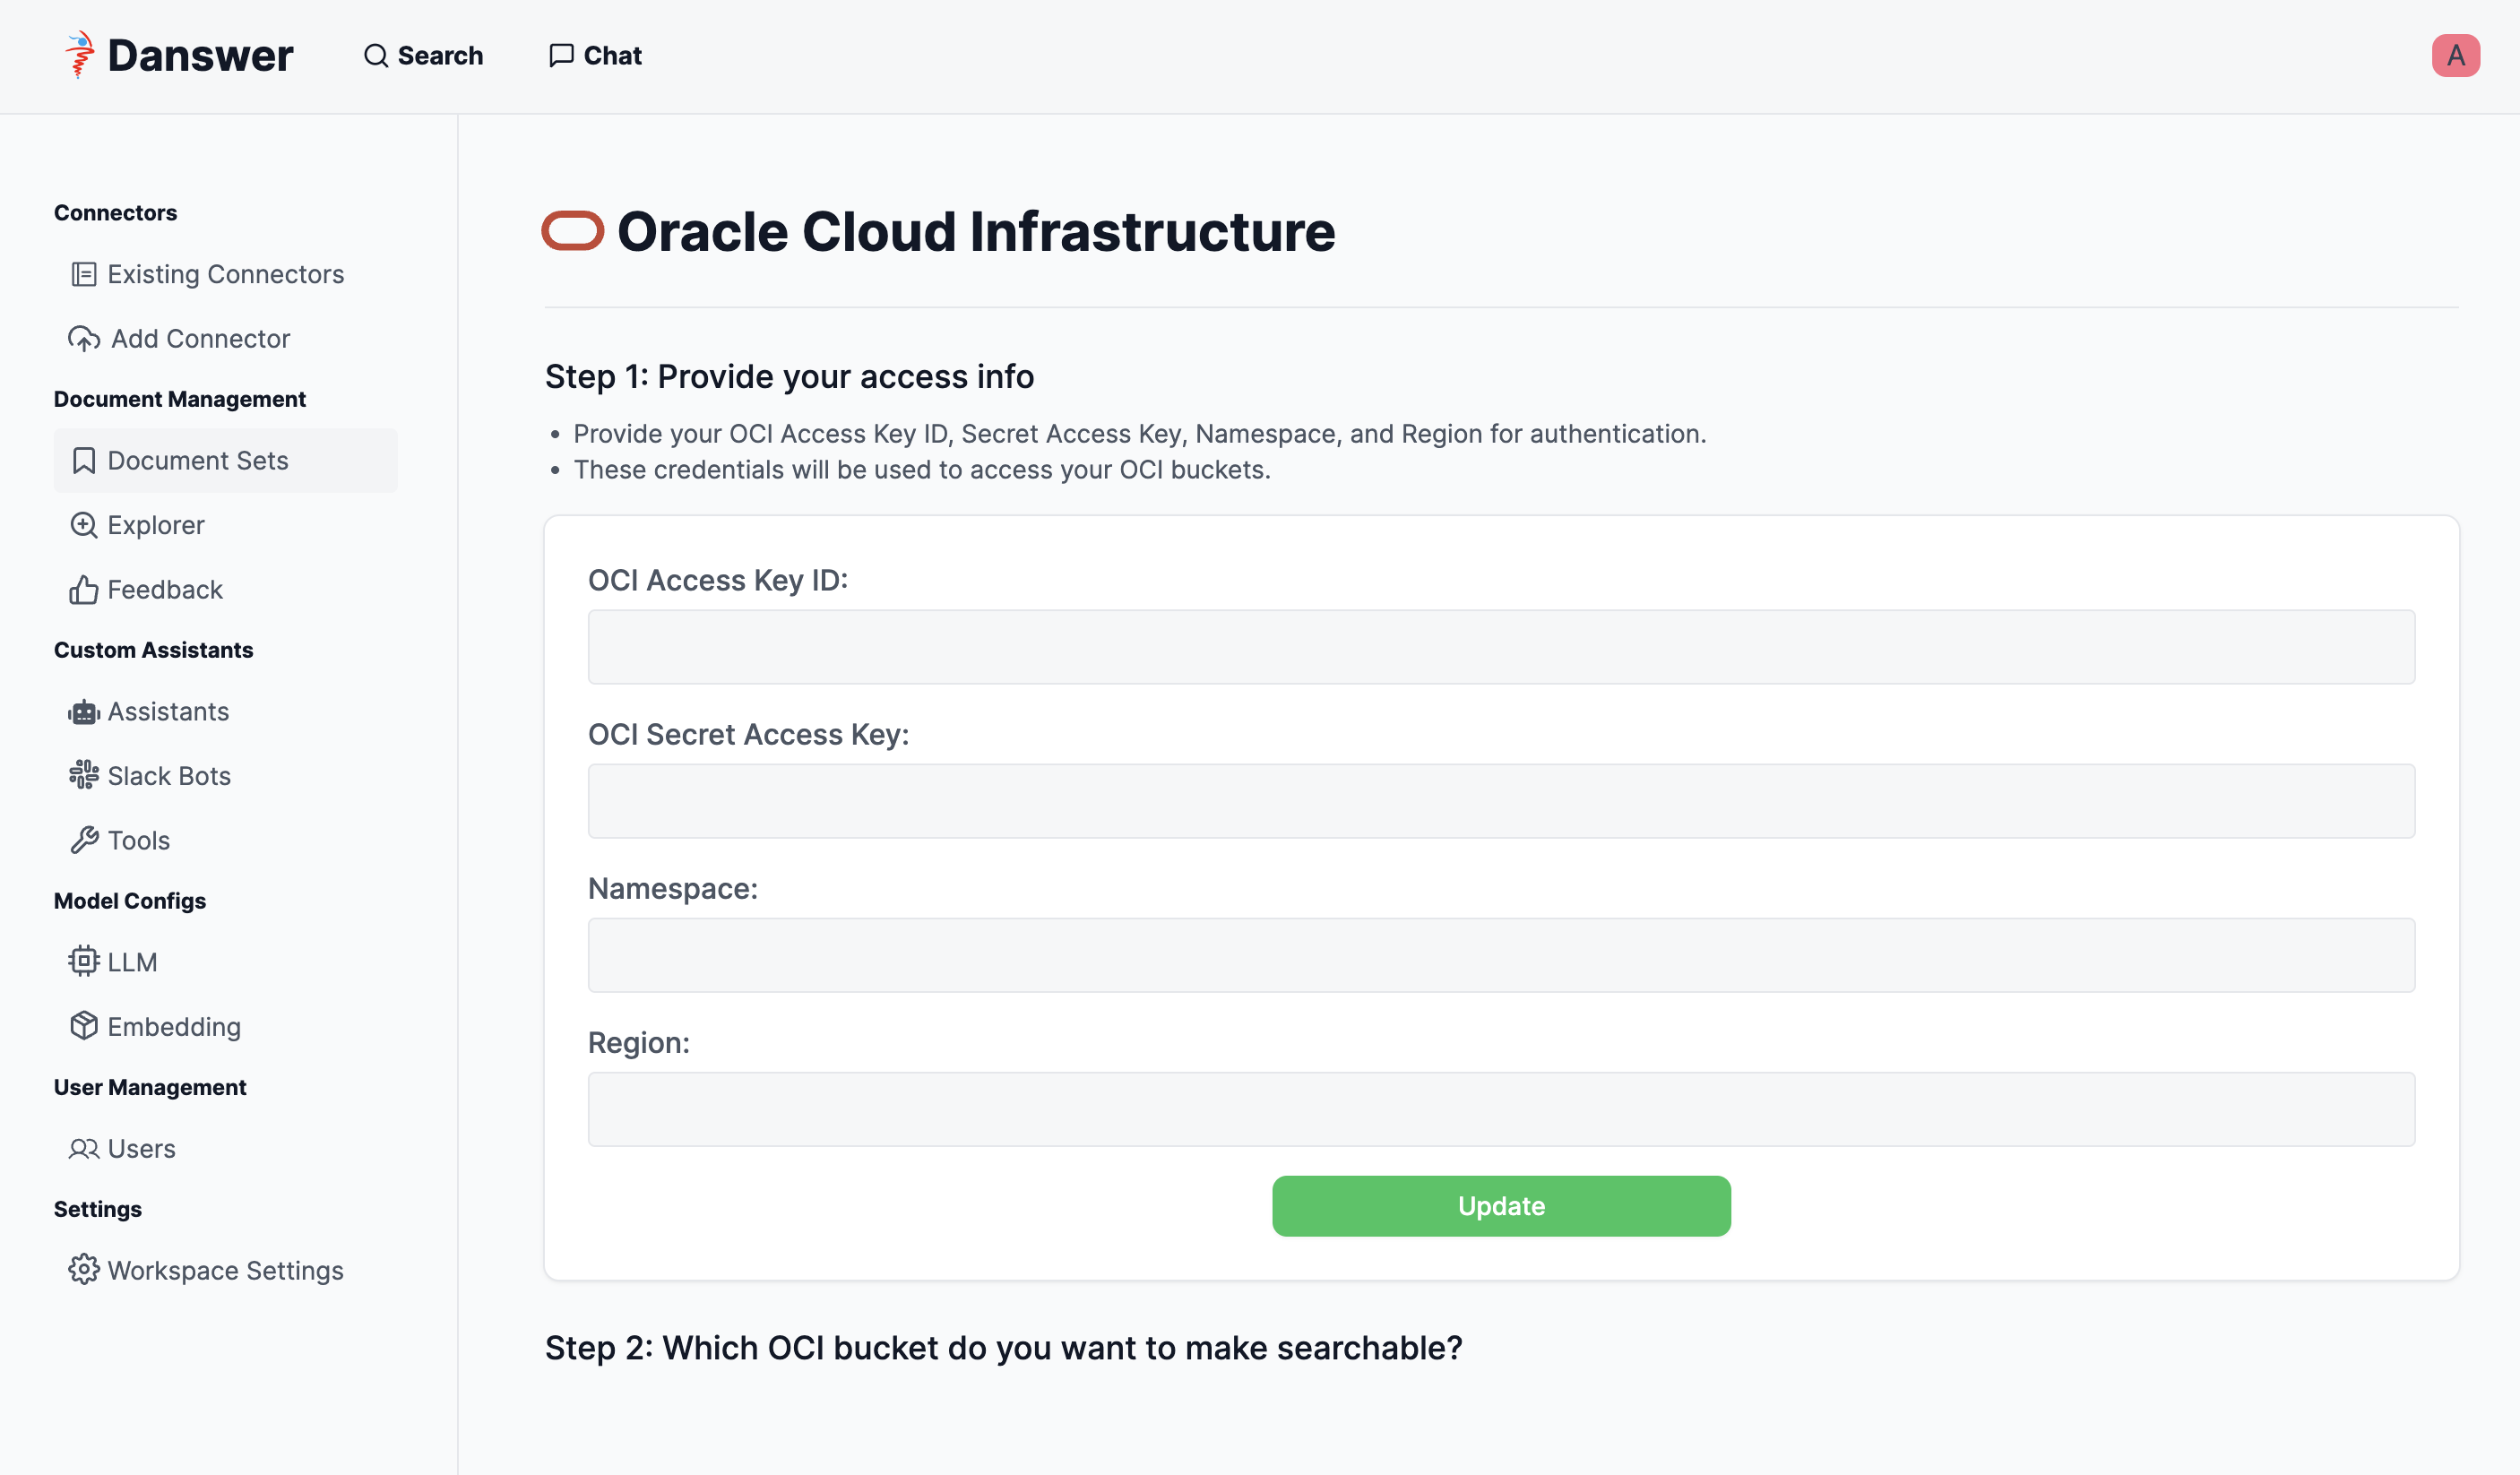 Danswer
Search
Chat
A
Connectors
Existing Connectors
Add Connector
Document Management
Document Sets
Explorer
Feedback
Custom Assistants
Assistants
Slack Bots
Tools
Model Configs
LLM
Embedding
User Management
Users
Settings
Workspace Settings
Oracle Cloud Infrastructure
Step 1: Provide your access info
• Provide your OCI Access Key ID, Secret Access Key, Namespace, and Region for authentication.
• These credentials will be used to access your OCI buckets.
OCI Access Key ID:
OCI Secret Access Key:
Namespace:
Region:
Update
Step 2: Which OCI bucket do you want to make searchable?